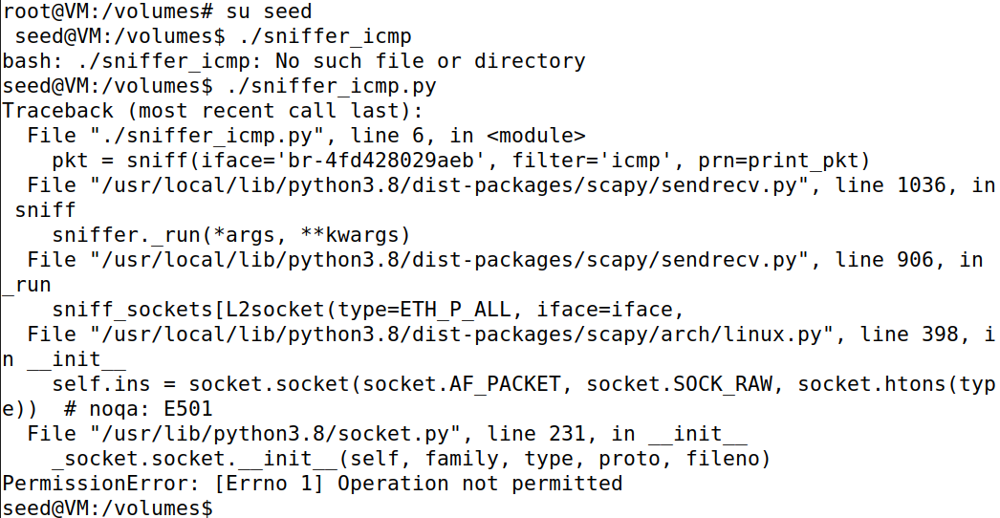 root@VM:/volumes# su seed
 seed@VM:/volumes$ ./sniffer_icmp
bash: ./sniffer_icmp: No such file or directory
seed@VM:/volumes$ ./sniffer_icmp.py
Traceback (most recent call last):
  File "./sniffer_icmp.py", line 6, in <module>
    pkt = sniff(iface='br-4fd428029aeb', filter='icmp', prn=print_pkt)
  File "/usr/local/lib/python3.8/dist-packages/scapy/sendrecv.py", line 1036, in
 sniff
    sniffer._run(*args, **kwargs)
  File "/usr/local/lib/python3.8/dist-packages/scapy/sendrecv.py", line 906, in
_run
    sniff_sockets[L2socket(type=ETH_P_ALL, iface=iface,
  File "/usr/local/lib/python3.8/dist-packages/scapy/arch/linux.py", line 398, i
n __init__
    self.ins = socket.socket(socket.AF_PACKET, socket.SOCK_RAW, socket.htons(typ
e))  # noqa: E501
  File "/usr/lib/python3.8/socket.py", line 231, in __init__
    _socket.socket.__init__(self, family, type, proto, fileno)
PermissionError: [Errno 1] Operation not permitted
seed@VM:/volumes$